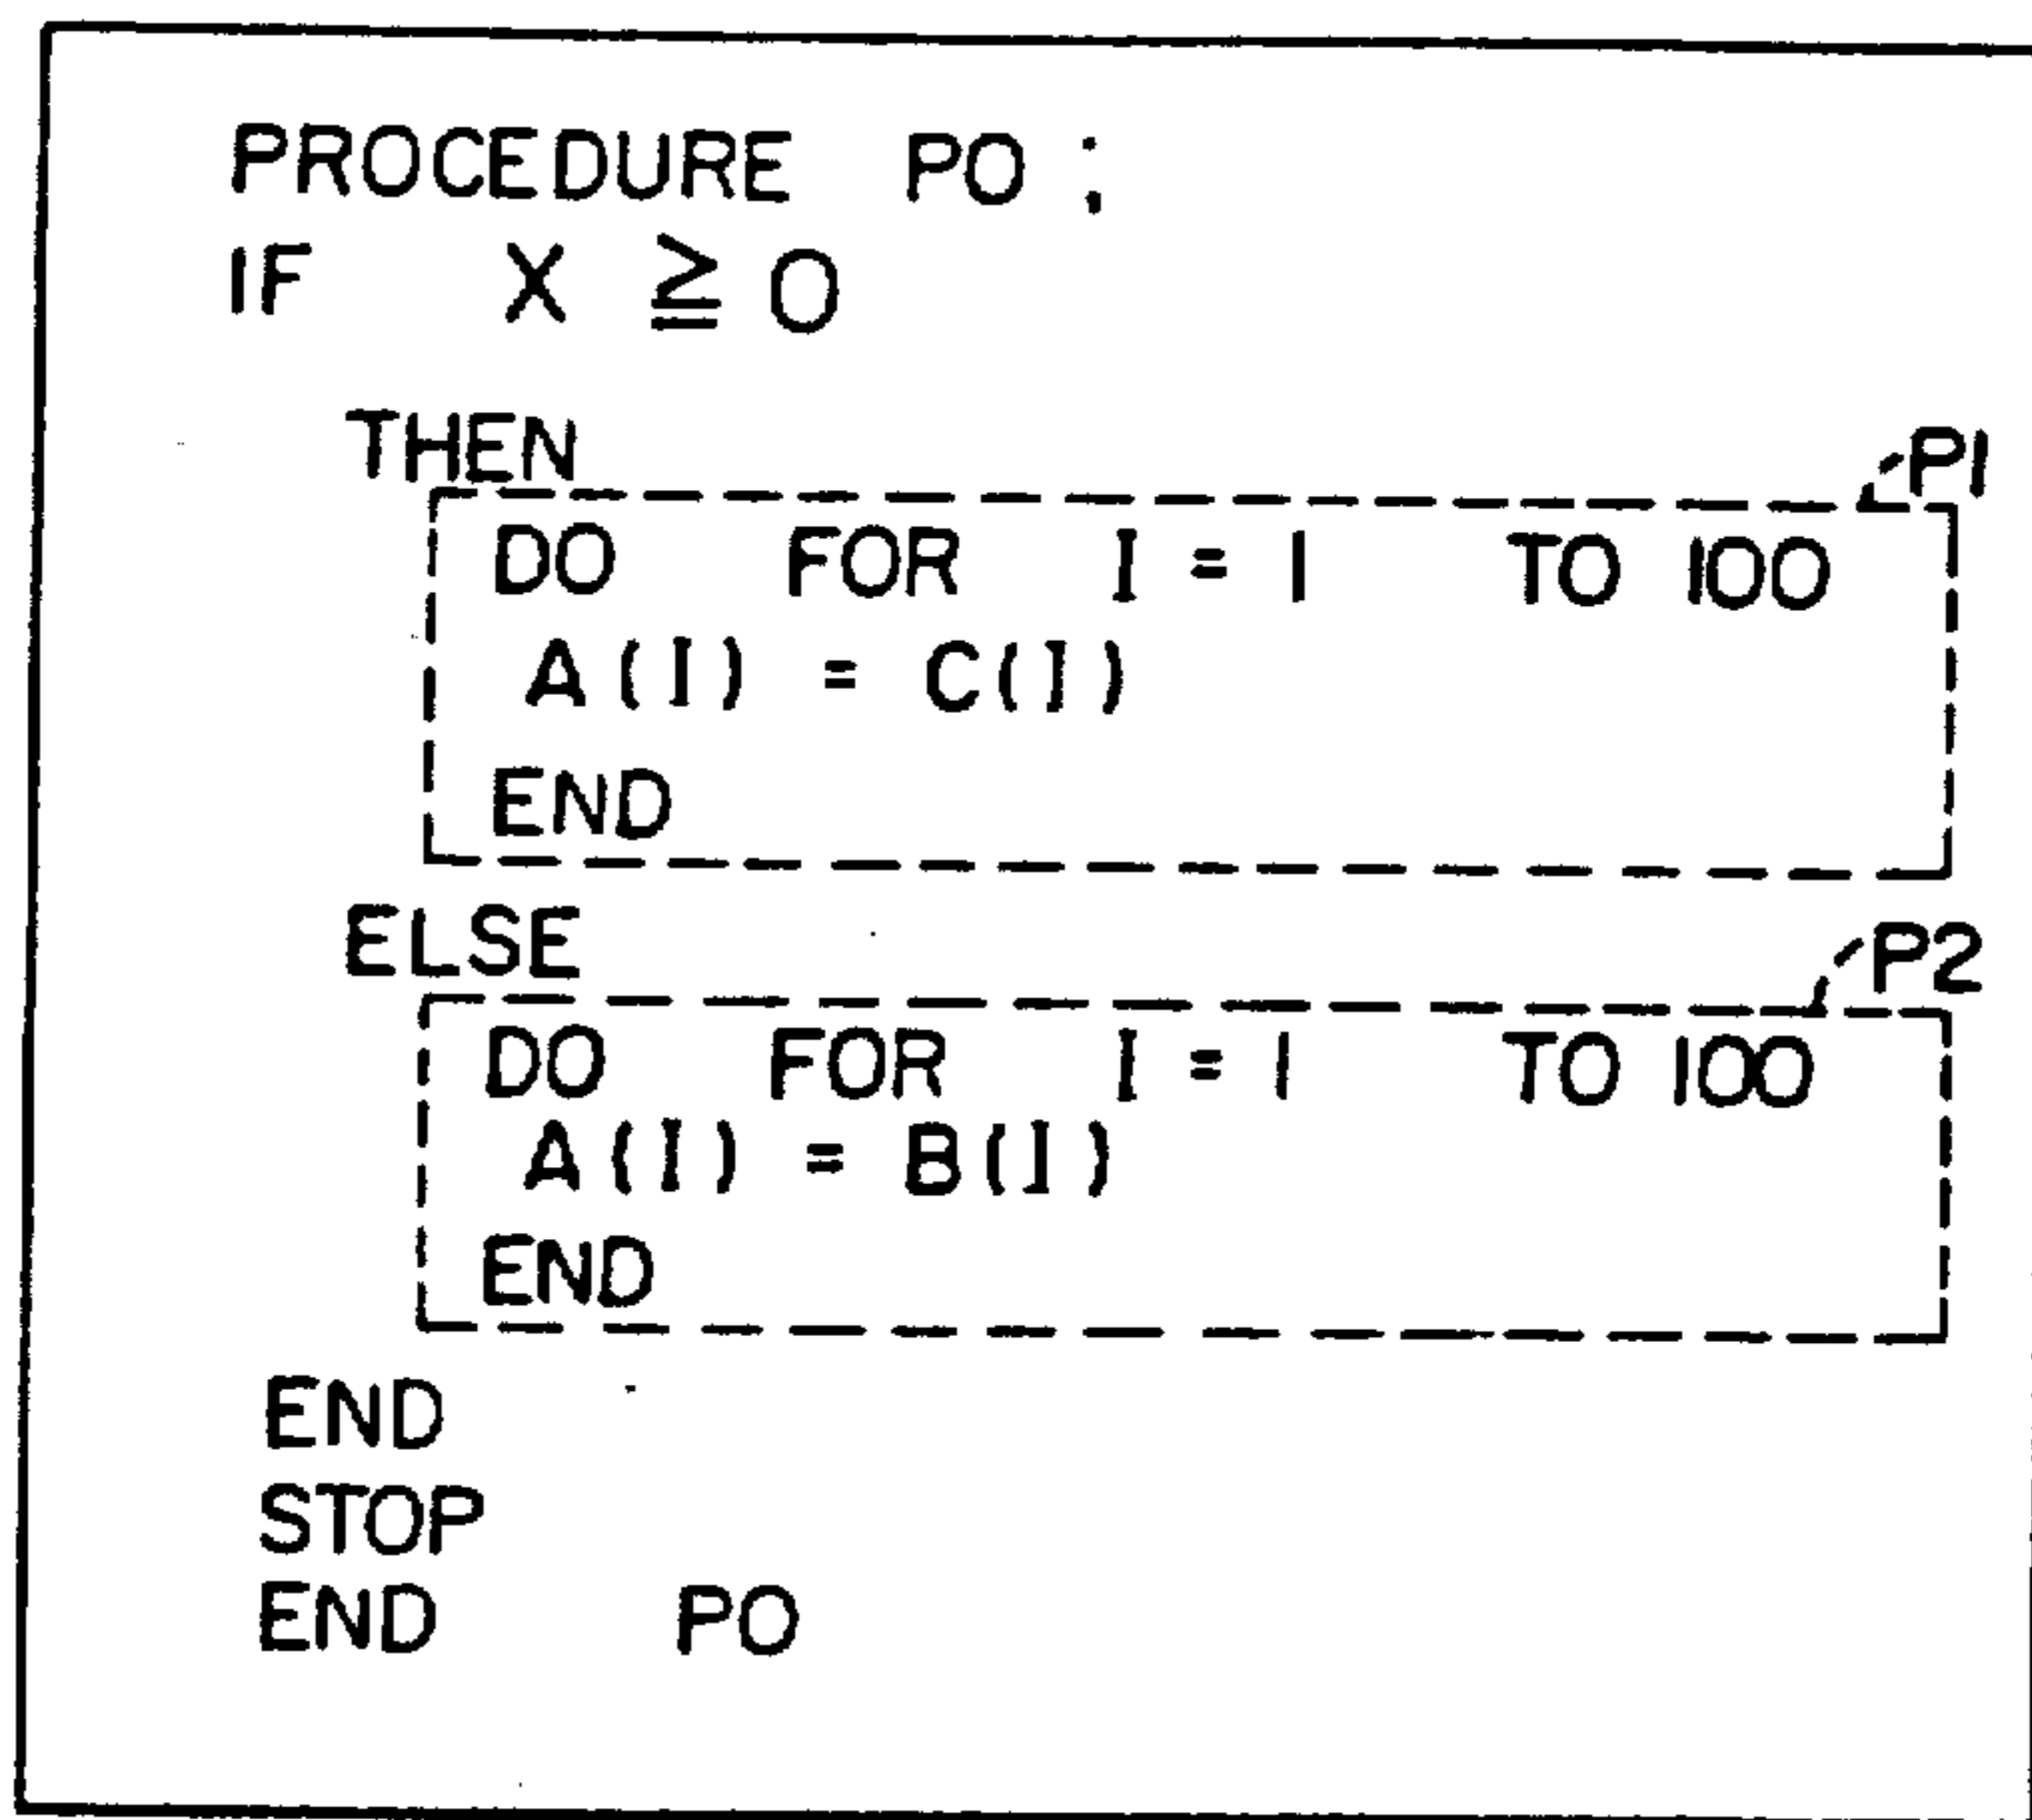 PROCEDURE PO ;
IF X ≧ O
THEN
P1
DO FOR I = 1 TO 100
A(I) = C(I)
END
ELSE
P2
DO FOR I = 1 TO 100
A(I) = B(I)
END
END
STOP
END PO